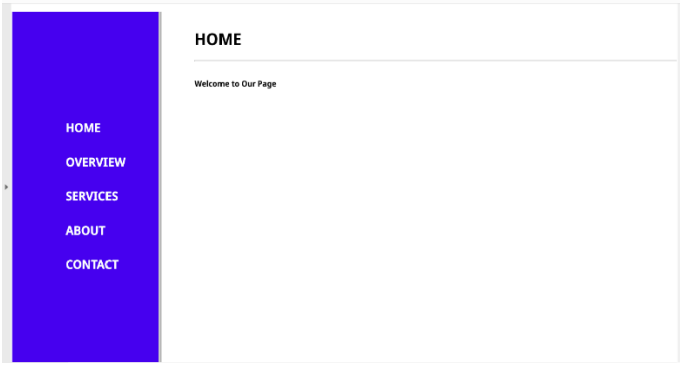 HOME
OVERVIEW
SERVICES
ABOUT
CONTACT
HOME
Welcome to Our Page